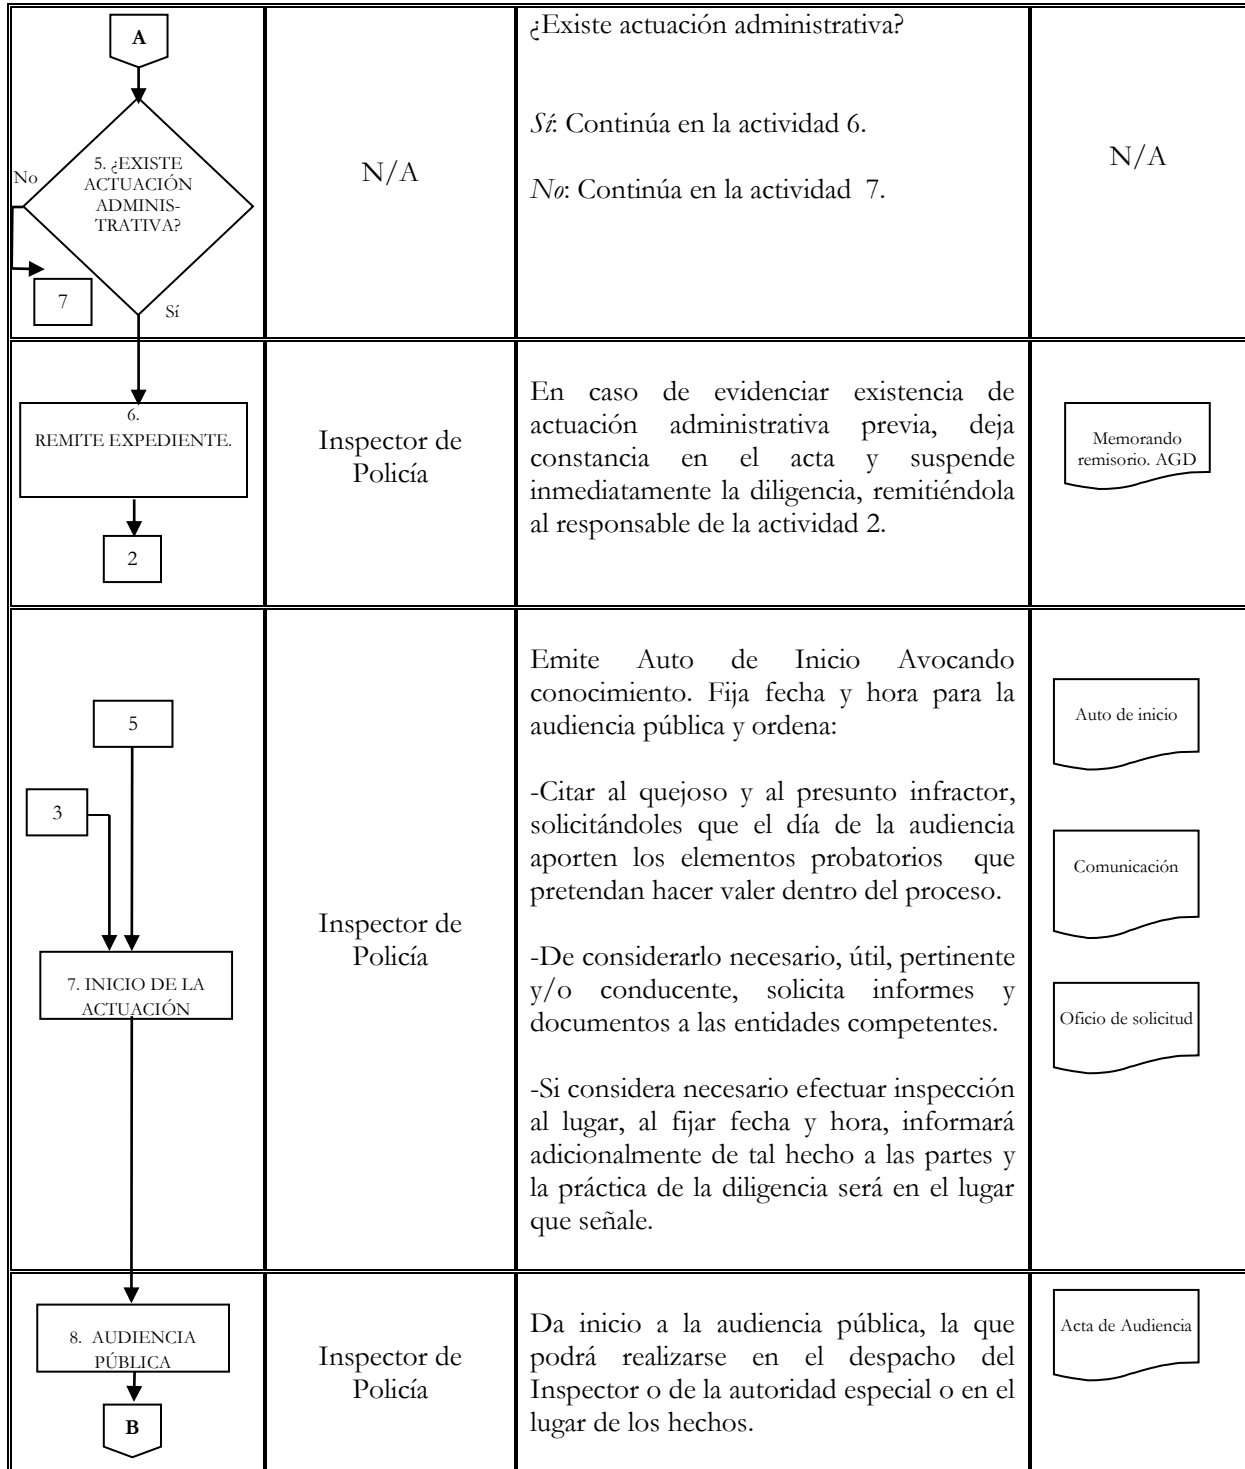 A
5. ¿EXISTE
ACTUACIÓN
ADMINIS-
TRATIVA?
No
7
Sí
N/A
¿Existe actuación administrativa?
Sí: Continúa en la actividad 6.
No: Continúa en la actividad 7.
N/A
6.
REMITE EXPEDIENTE.
2
Inspector de
Policía
En caso de evidenciar existencia de
actuación administrativa previa, deja
constancia en el acta y suspende
inmediatamente la diligencia, remitiéndola
al responsable de la actividad 2.
Memorando
remisorio. AGD
5
3
7. INICIO DE LA
ACTUACIÓN
Inspector de
Policía
Emite Auto de Inicio Avocando
conocimiento. Fija fecha y hora para la
audiencia pública y ordena:
-Citar al quejoso y al presunto infractor,
solicitándoles que el día de la audiencia
aporten los elementos probatorios que
pretendan hacer valer dentro del proceso.
-De considerarlo necesario, útil, pertinente
y/o conducente, solicita informes y
documentos a las entidades competentes.
-Si considera necesario efectuar inspección
al lugar, al fijar fecha y hora, informará
adicionalmente de tal hecho a las partes y
la práctica de la diligencia será en el lugar
que señale.
Auto de inicio
Comunicación
Oficio de solicitud
8. AUDIENCIA
PÚBLICA
B
Inspector de
Policía
Da inicio a la audiencia pública, la que
podrá realizarse en el despacho del
Inspector o de la autoridad especial o en el
lugar de los hechos.
Acta de Audiencia